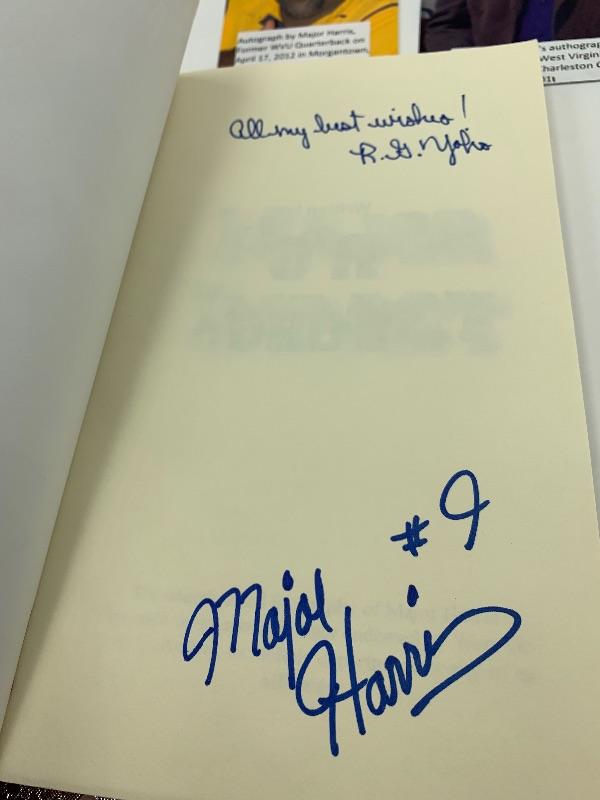 Autograph by Major Harris,
Former WVU Quarterback on
April 17, 2012 in Morgantown,
's authograp
West Virgin
Charleston C
All my best wishes!
R.G. Yoho
#9
Major
Harris